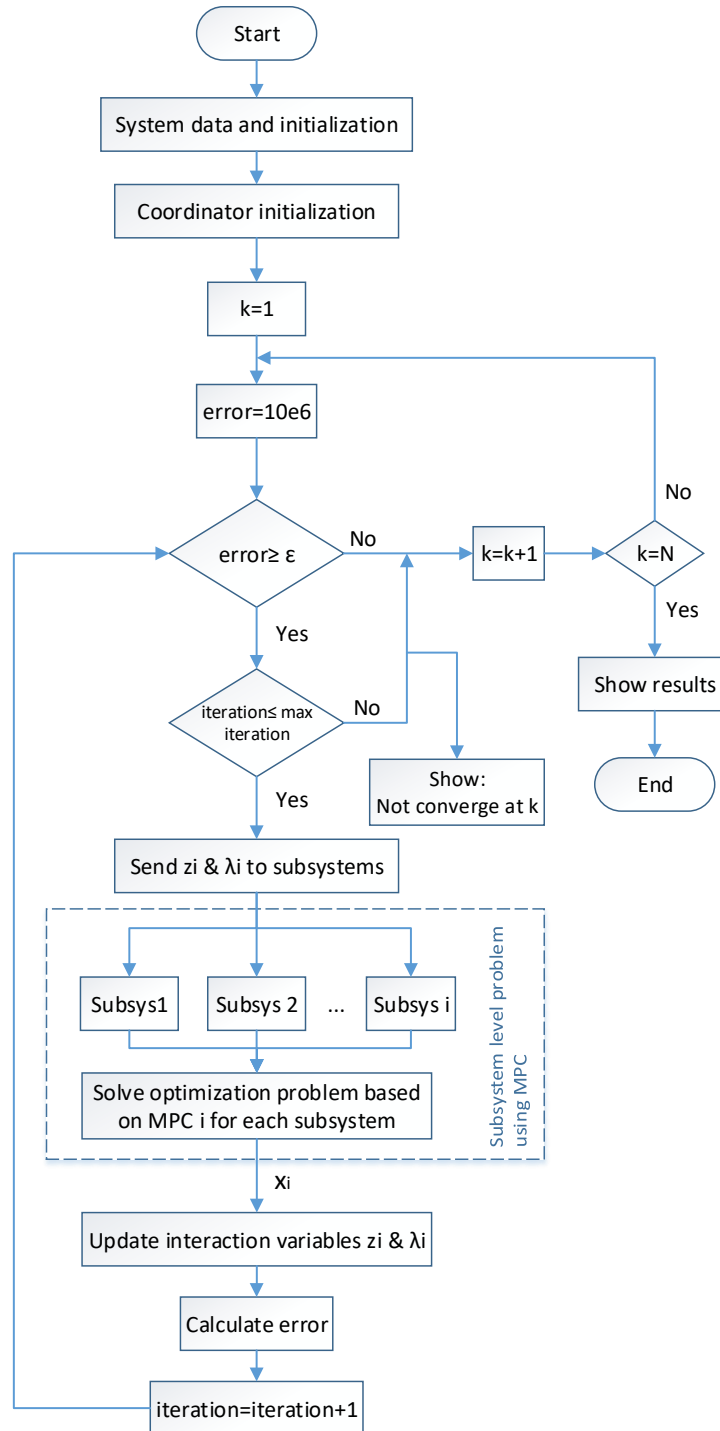 Start
System data and initialization
Coordinator initialization
k=1
error=10e6
No
error≥ ε
No
k=k+1
k=N
Yes
Yes
iteration≤ max
iteration
No
Show results
Show:
Not converge at k
End
Yes
Send zi & λi to subsystems
Subsys1
Subsys 2
...
Subsys i
Subsystem level problem
using MPC
Solve optimization problem based
on MPC i for each subsystem
xi
Update interaction variables zi & λi
Calculate error
iteration=iteration+1